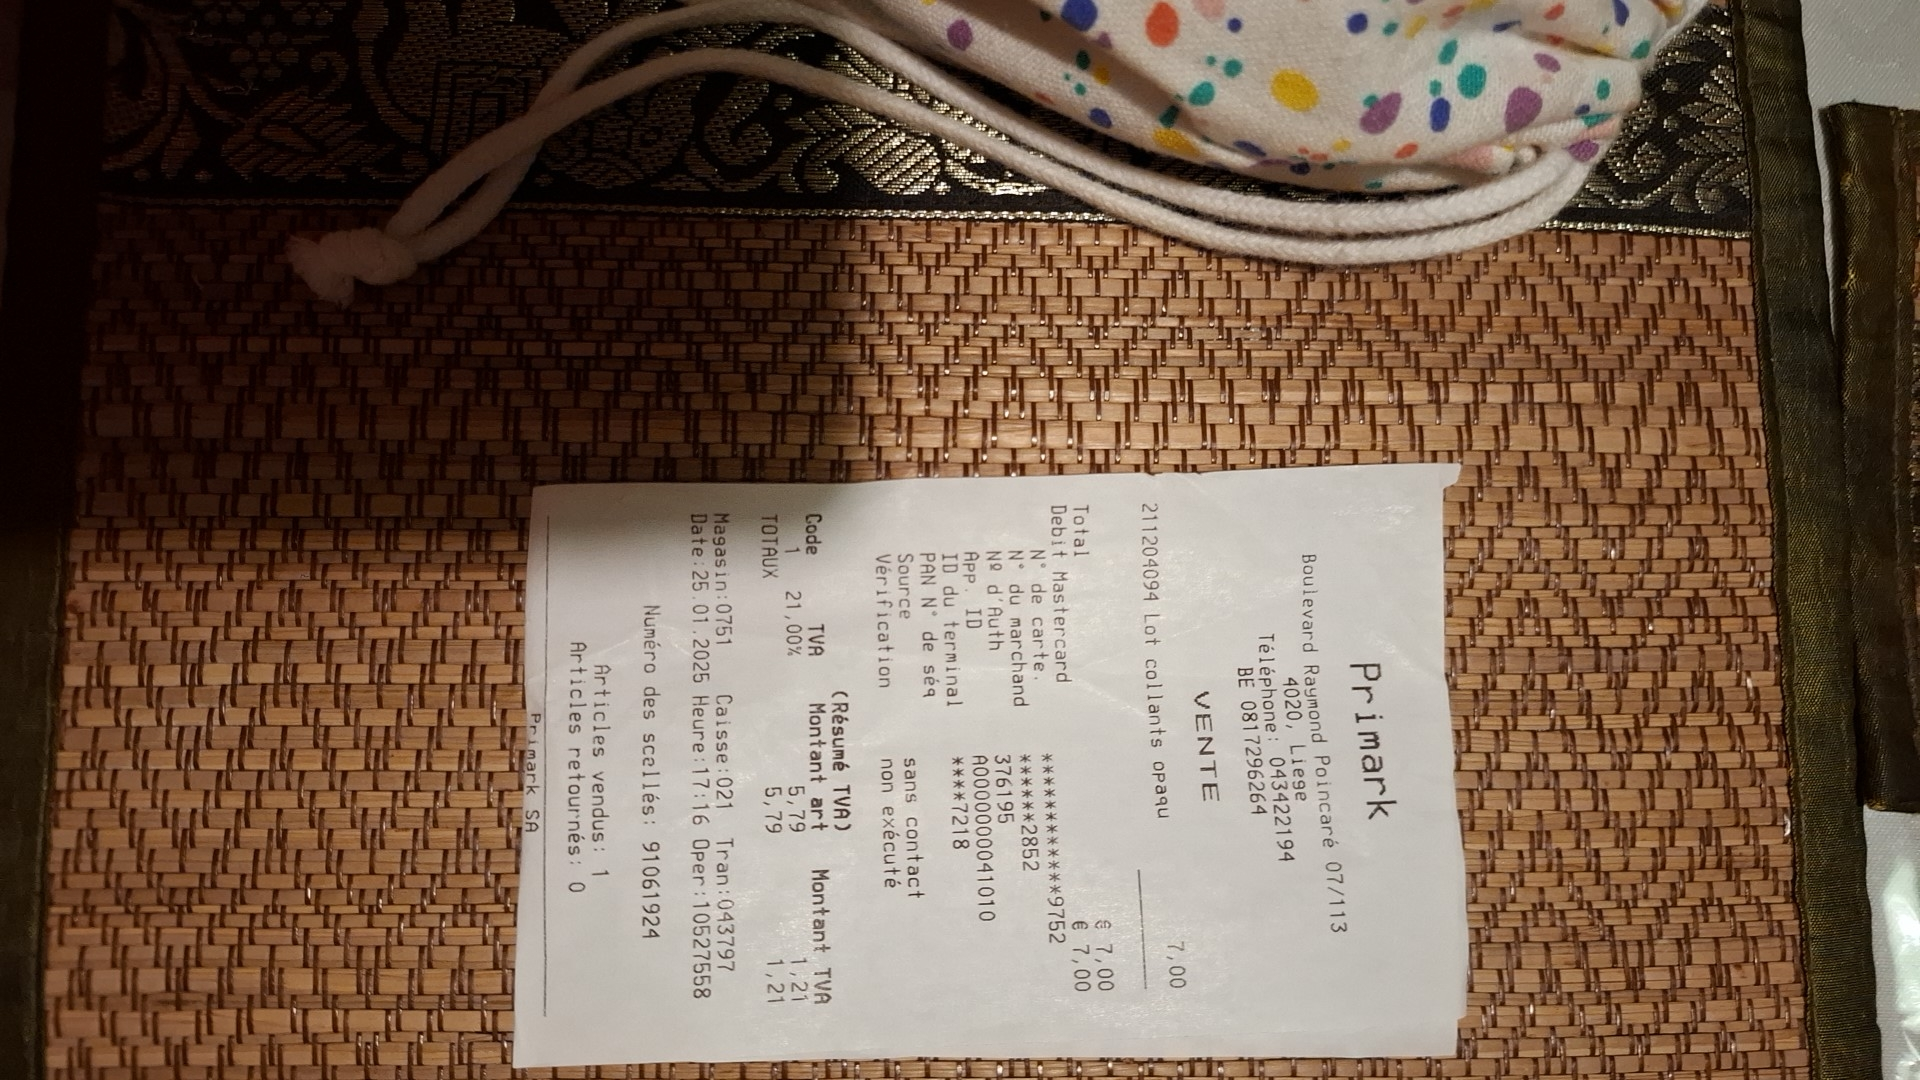 Primark
Boulevard Raymond Poincaré 07/113
4020, Liege
Téléphone: 043422194
BE 0817296264
VENTE
211204094 Lot collants opaqu 7,00
Total € 7,00
Debit Mastercard € 7,00
N° de carte. ************9752
N° du marchand ******2852
Nº d'Auth 376195
App. ID A0000000041010
ID du terminal ****7218
PAN N° de séq
Source sans contact
Vérification non exécuté
(Résumé TVA)
Code TVA Montant art Montant TVA
1 21,00% 5,79 1,21
TOTAUX 5,79 1,21
Magasin:0751 Caisse:021 Tran:043797
Date:25.01.2025 Heure:17:16 Oper:10527558
Numéro des scellés: 91061924
Articles vendus: 1
Articles retournés: 0
Primark SA